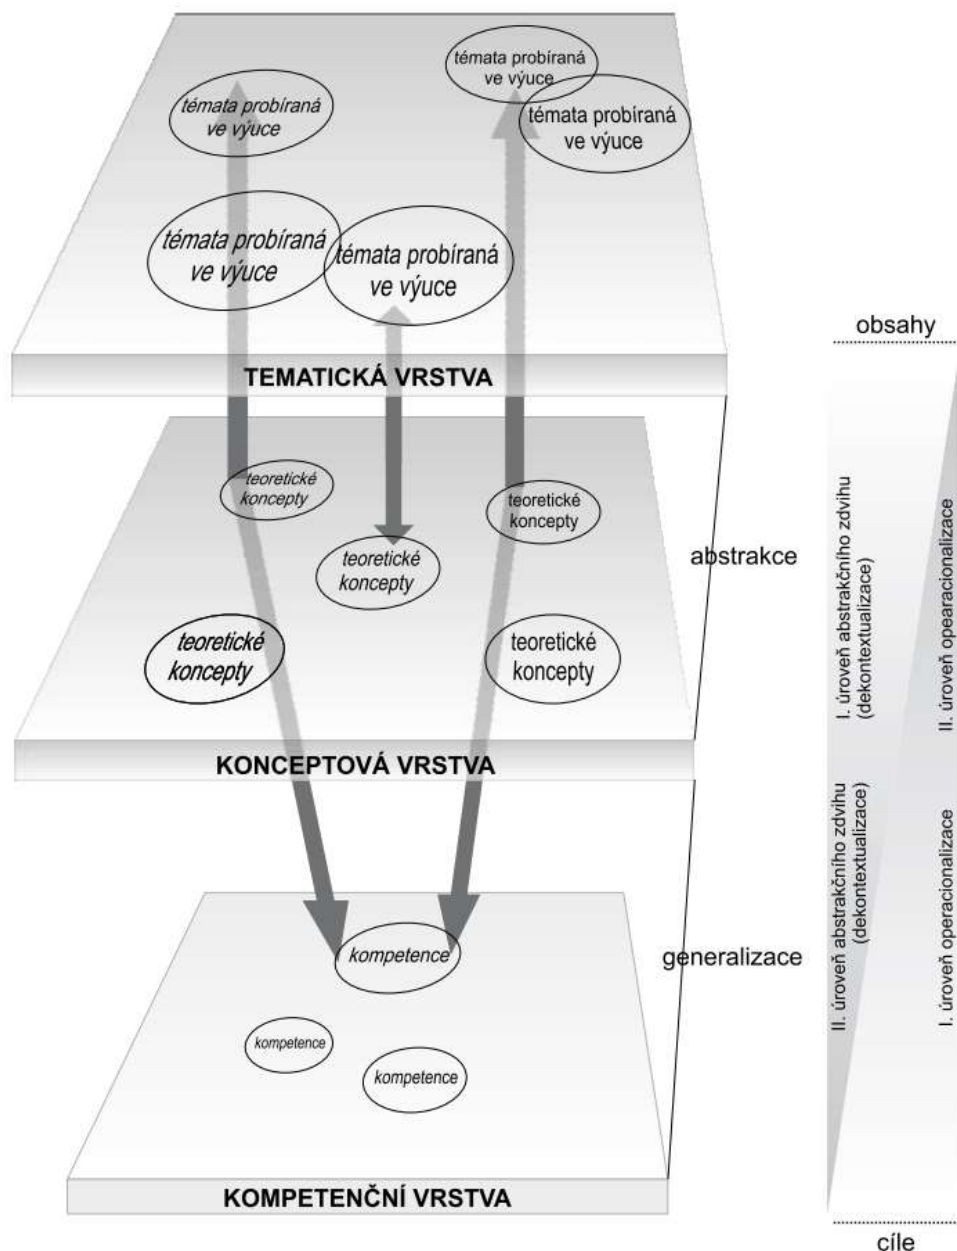 témata probíraná
ve výuce
témata probíraná
ve výuce
témata probíraná
ve výuce
témata probíraná
ve výuce
témata probíraná
ve výuce
TEMATICKÁ VRSTVA
teoretické
koncepty
teoretické
koncepty
teoretické
koncepty
teoretické
koncepty
teoretické
koncepty
KONCEPTOVÁ VRSTVA
abstrakce
kompetence
kompetence
kompetence
generalizace
KOMPETENČNÍ VRSTVA
obsahy
I. úroveň abstrakčního zdvihu
(dekontextualizace)
II. úroveň opearacionalizace
II. úroveň abstrakčního zdvihu
(dekontextualizace)
I. úroveň operacionalizace
cíle